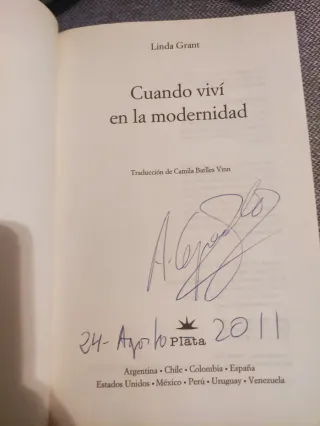 Linda Grant
Cuando viví
en la modernidad
Traducción de Camila Batlles Vinn
24-Agosto 2011
Plata
Argentina • Chile • Colombia • España
Estados Unidos • México • Perú • Uruguay • Venezuela